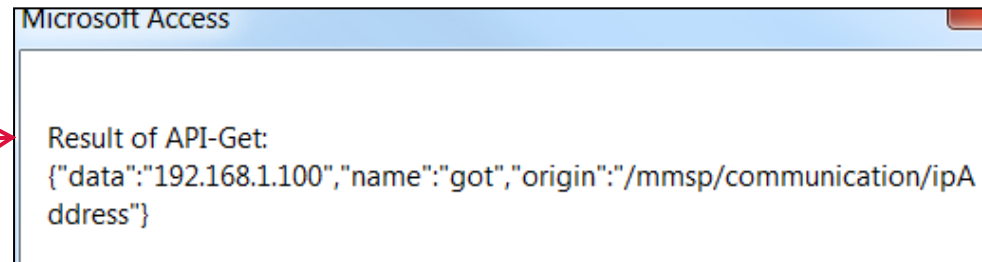 Microsoft Access
Result of API-Get:
{"data":"192.168.1.100","name":"got","origin":"/mmsp/communication/ipA
ddress"}